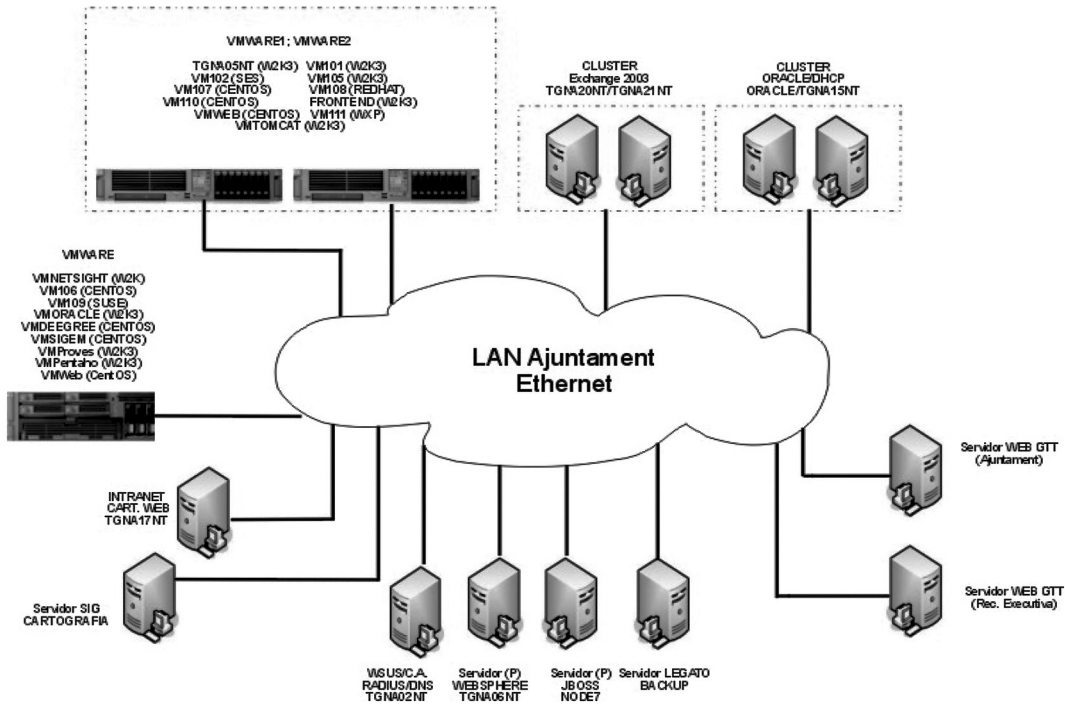 VMWARE1; VMWARE2
TGNA05NT (W2K3) VM101 (W2K3)
VM102 (SES) VM105 (W2K3)
VM107 (CENTOS) VM108 (REDHAT)
VM110 (CENTOS) FRONTEND (W2K3)
VMWEB (CENTOS) VM111 (WXP)
VMTOMCAT (W2K3)
CLUSTER
Exchange 2003
TGNA20NT/TGNA21NT
CLUSTER
ORACLE/DHCP
ORACLE/TGNA15NT
VMWARE
VMNETSIGHT (W2K)
VM106 (CENTOS)
VM109 (SUSE)
VMORACLE (W2K3)
VMDEEGREE (CENTOS)
VMSIGEM (CENTOS)
VMProves (W2K3)
VMPentaho (W2K3)
VMWeb (CentOS)
LAN Ajuntament
Ethernet
Servidor WEB GTT
(Ajuntament)
INTRANET
CART. WEB
TGNA17NT
Servidor SIG
CARTOGRAFIA
Servidor WEB GTT
(Rec. Executiva)
WSUS/C.A.
RADIUS/DNS
TGNA02NT
Servidor (P)
WEBSPHERE
TGNA06NT
Servidor (P)
JBOSS
NODE7
Servidor LEGATO
BACKUP